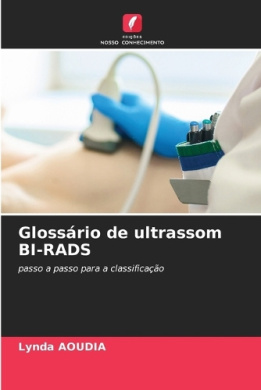 edições
NOSSO CONHECIMENTO
Glossário de ultrassom
BI-RADS
passo a passo para a classificação
Lynda AOUDIA